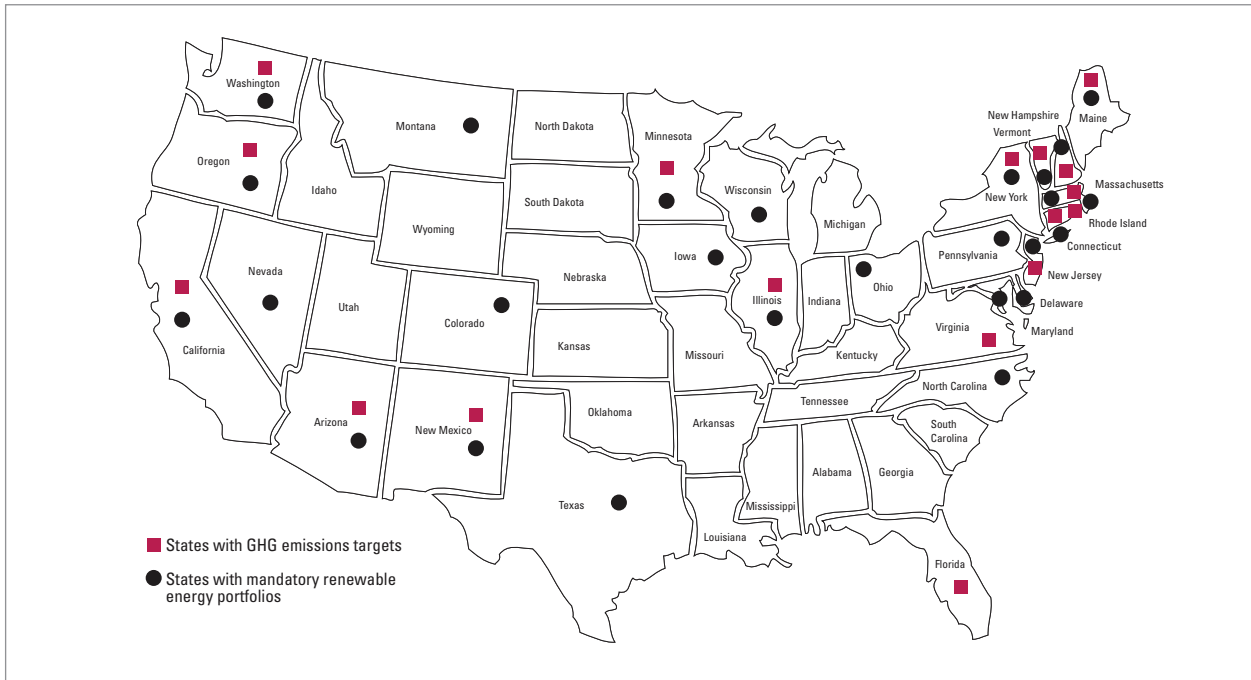 Washington
Montana
North Dakota
Minnesota
Maine
New Hampshire
Vermont
Oregon
Idaho
South Dakota
Wisconsin
Michigan
New York
Massachusetts
Rhode Island
Wyoming
Connecticut
Nevada
Utah
Colorado
Nebraska
Iowa
Illinois
Indiana
Ohio
Pennsylvania
New Jersey
Delaware
Maryland
California
Kansas
Missouri
Kentucky
Virginia
North Carolina
Arizona
New Mexico
Oklahoma
Arkansas
Tennessee
South
Carolina
Texas
Louisiana
Mississippi
Alabama
Georgia
Florida
States with GHG emissions targets
States with mandatory renewable
energy portfolios